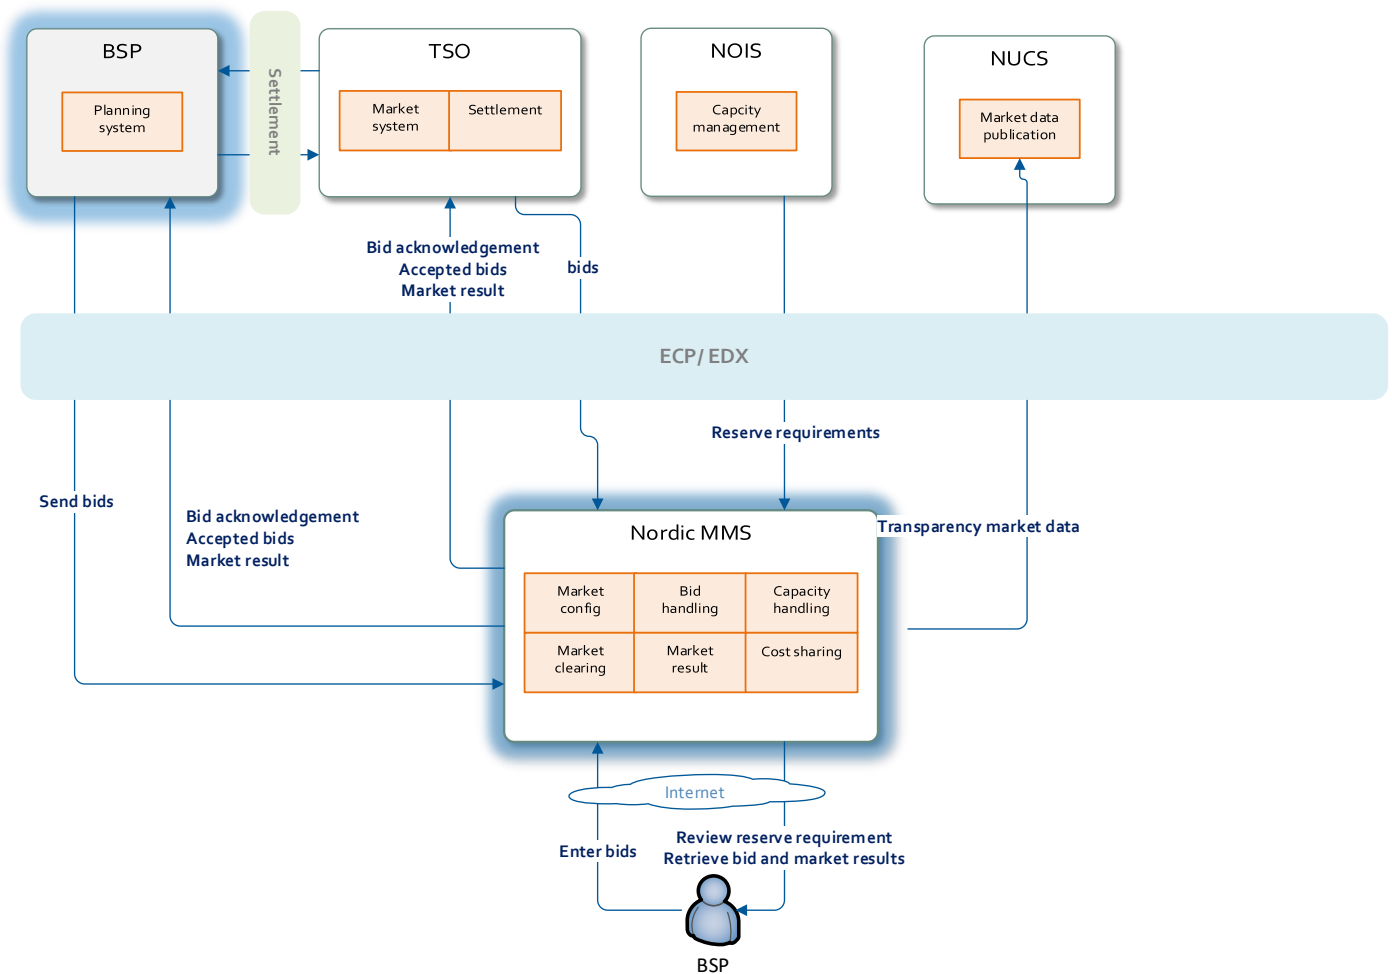 BSP
Planning
system
Settlement
TSO
Market
system
Settlement
NOIS
Capcity
management
NUCS
Market data
publication
Bid acknowledgement
Accepted bids
Market result
bids
ECP/ EDX
Reserve requirements
Send bids
Bid acknowledgement
Accepted bids
Market result
Transparency market data
Nordic MMS
Market
config
Bid
handling
Capacity
handling
Market
clearing
Market
result
Cost sharing
Internet
Enter bids
Review reserve requirement
Retrieve bid and market results
BSP